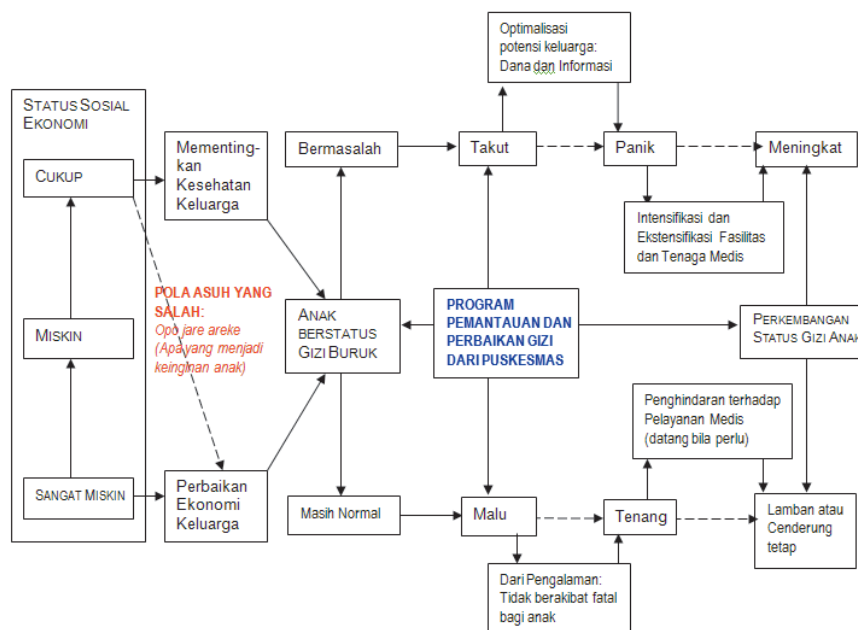 Optimalisasi
potensi keluarga:
Dana dan Informasi
STATUS SOSIAL
EKONOMI
CUKUP
Mementing-
kan
Kesehatan
Keluarga
Bermasalah
Takut
Panik
Meningkat
Intensifikasi dan
Ekstensifikasi Fasilitas
dan Tenaga Medis
POLA ASUH YANG
SALAH:
Opo jare areke
(Apa yang menjadi
keinginan anak)
MISKIN
ANAK
BERSTATUS
GIZI BURUK
PROGRAM
PEMANTAUAN DAN
PERBAIKAN GIZI
DARI PUSKESMAS
PERKEMBANGAN
STATUS GIZI ANAK
Penghindaran terhadap
Pelayanan Medis
(datang bila perlu)
SANGAT MISKIN
Perbaikan
Ekonomi
Keluarga
Masih Normal
Malu
Tenang
Lamban atau
Cenderung
tetap
Dari Pengalaman:
Tidak berakibat fatal
bagi anak